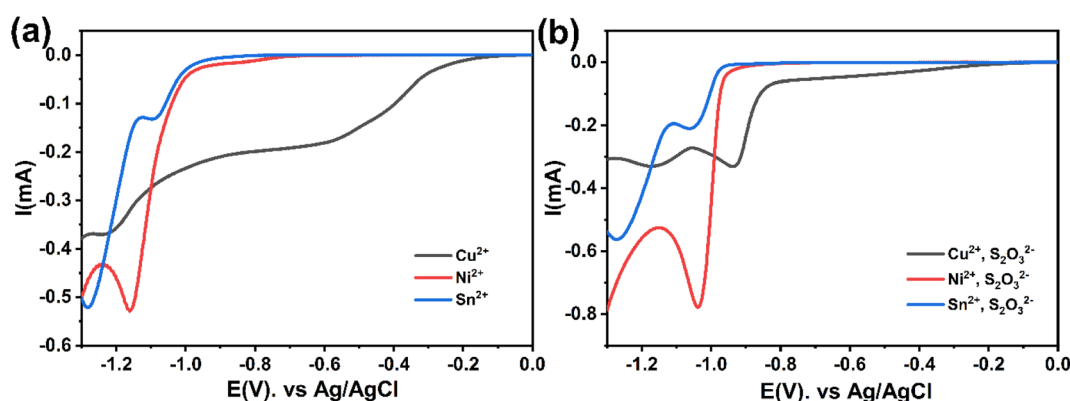 (a)
0.0
-0.1
-0.2
-0.3
-0.4
-0.5
-0.6
I(mA)
Cu²⁺
Ni²⁺
Sn²⁺
-1.2 -1.0 -0.8 -0.6 -0.4 -0.2 0.0
E(V). vs Ag/AgCl
(b)
0.0
-0.2
-0.4
-0.6
-0.8
I(mA)
Cu²⁺, S₂O₃²⁻
Ni²⁺, S₂O₃²⁻
Sn²⁺, S₂O₃²⁻
-1.2 -1.0 -0.8 -0.6 -0.4 -0.2 0.0
E(V). vs Ag/AgCl